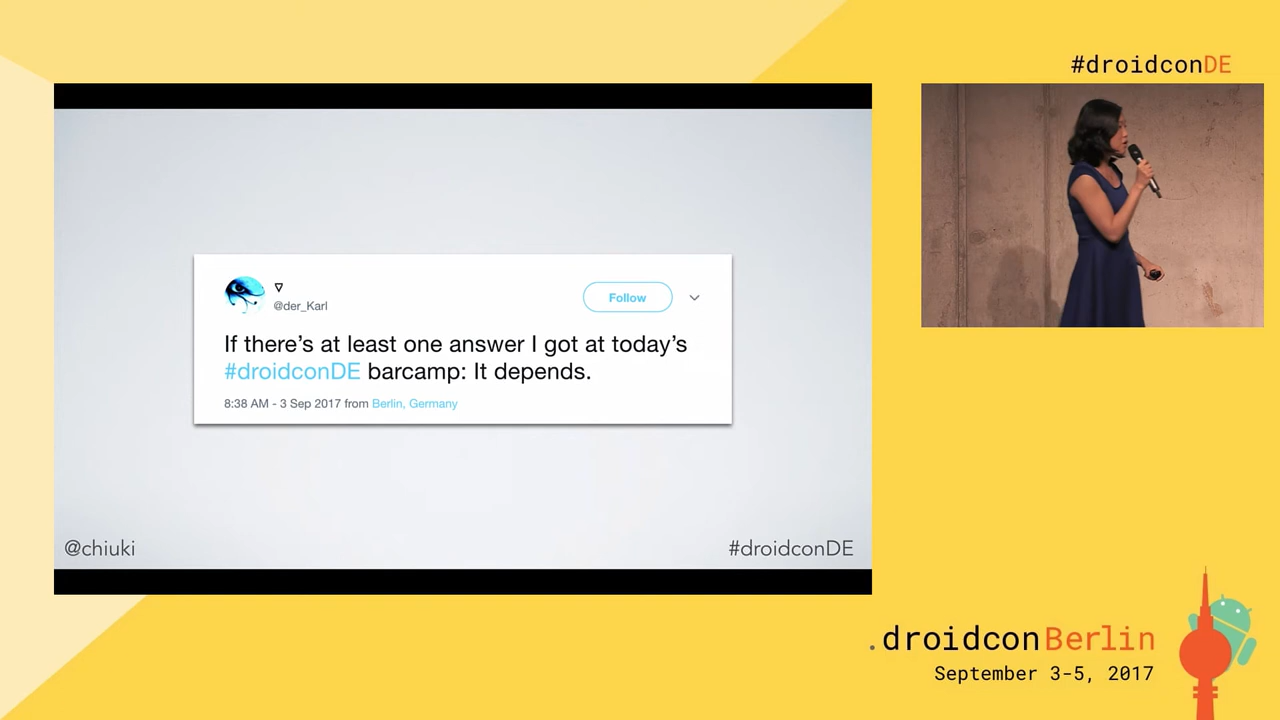 #droidconDE
∇
@der_Karl
Follow
If there's at least one answer I got at today's
#droidconDE barcamp: It depends.
8:38 AM - 3 Sep 2017 from Berlin, Germany
@chiuki
#droidconDE
.droidconBerlin
September 3-5, 2017